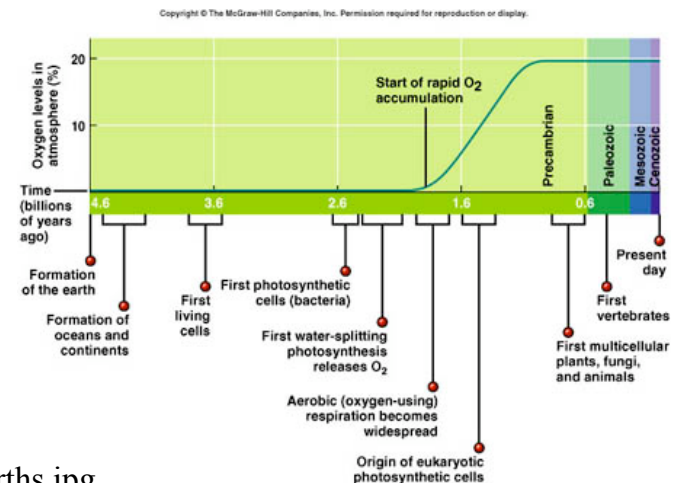 Copyright © The McGraw-Hill Companies, Inc. Permission required for reproduction or display.
Oxygen levels in
atmosphere (%)
20
10
Start of rapid O₂
accumulation
Precambrian
Paleozoic
Mesozoic
Cenozoic
Time
(billions
of years
ago)
4.6 3.6 2.6 1.6 0.6
Formation
of the earth
Formation of
oceans and
continents
First
living
cells
First photosynthetic
cells (bacteria)
First water-splitting
photosynthesis
releases O₂
Aerobic (oxygen-using)
respiration becomes
widespread
Origin of eukaryotic
photosynthetic cells
First multicellular
plants, fungi,
and animals
First
vertebrates
Present
day
rths.jpg